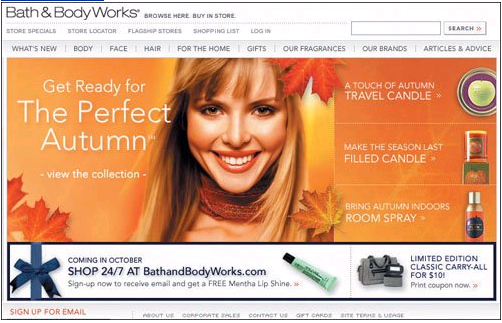 Bath & Body Works® BROWSE HERE. BUY IN STORE.
STORE SPECIALS STORE LOCATOR FLAGSHIP STORES SHOPPING LIST LOG IN
SEARCH »
WHAT'S NEW BODY FACE HAIR FOR THE HOME GIFTS OUR FRAGRANCES OUR BRANDS ARTICLES & ADVICE
Get Ready for
The Perfect
Autumn™
- view the collection -
A TOUCH OF AUTUMN
TRAVEL CANDLE »
MAKE THE SEASON LAST
FILLED CANDLE »
BRING AUTUMN INDOORS
ROOM SPRAY »
COMING IN OCTOBER
SHOP 24/7 AT BathandBodyWorks.com
Sign-up now to receive email and get a FREE Mentha Lip Shine. »
LIMITED EDITION
CLASSIC CARRY-ALL
FOR $10!
Print coupon now. »
SIGN UP FOR EMAIL
ABOUT US CORPORATE SALES CONTACT US GIFT CARDS SITE TERMS & USAGE